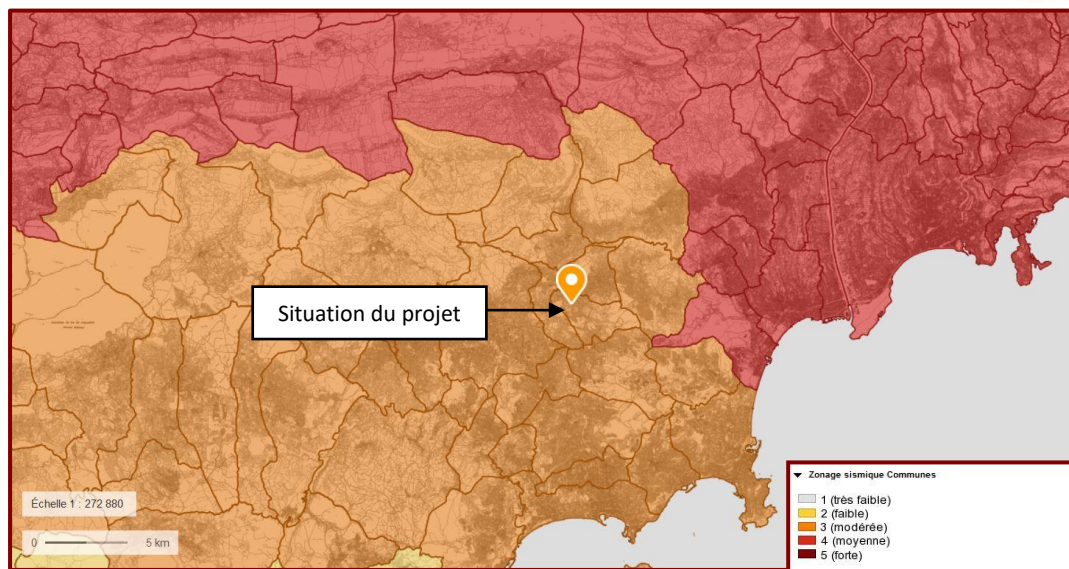 Situation du projet
Échelle 1 : 272 880
0 5 km
Zonage sismique Communes
1 (très faible)
2 (faible)
3 (modérée)
4 (moyenne)
5 (forte)